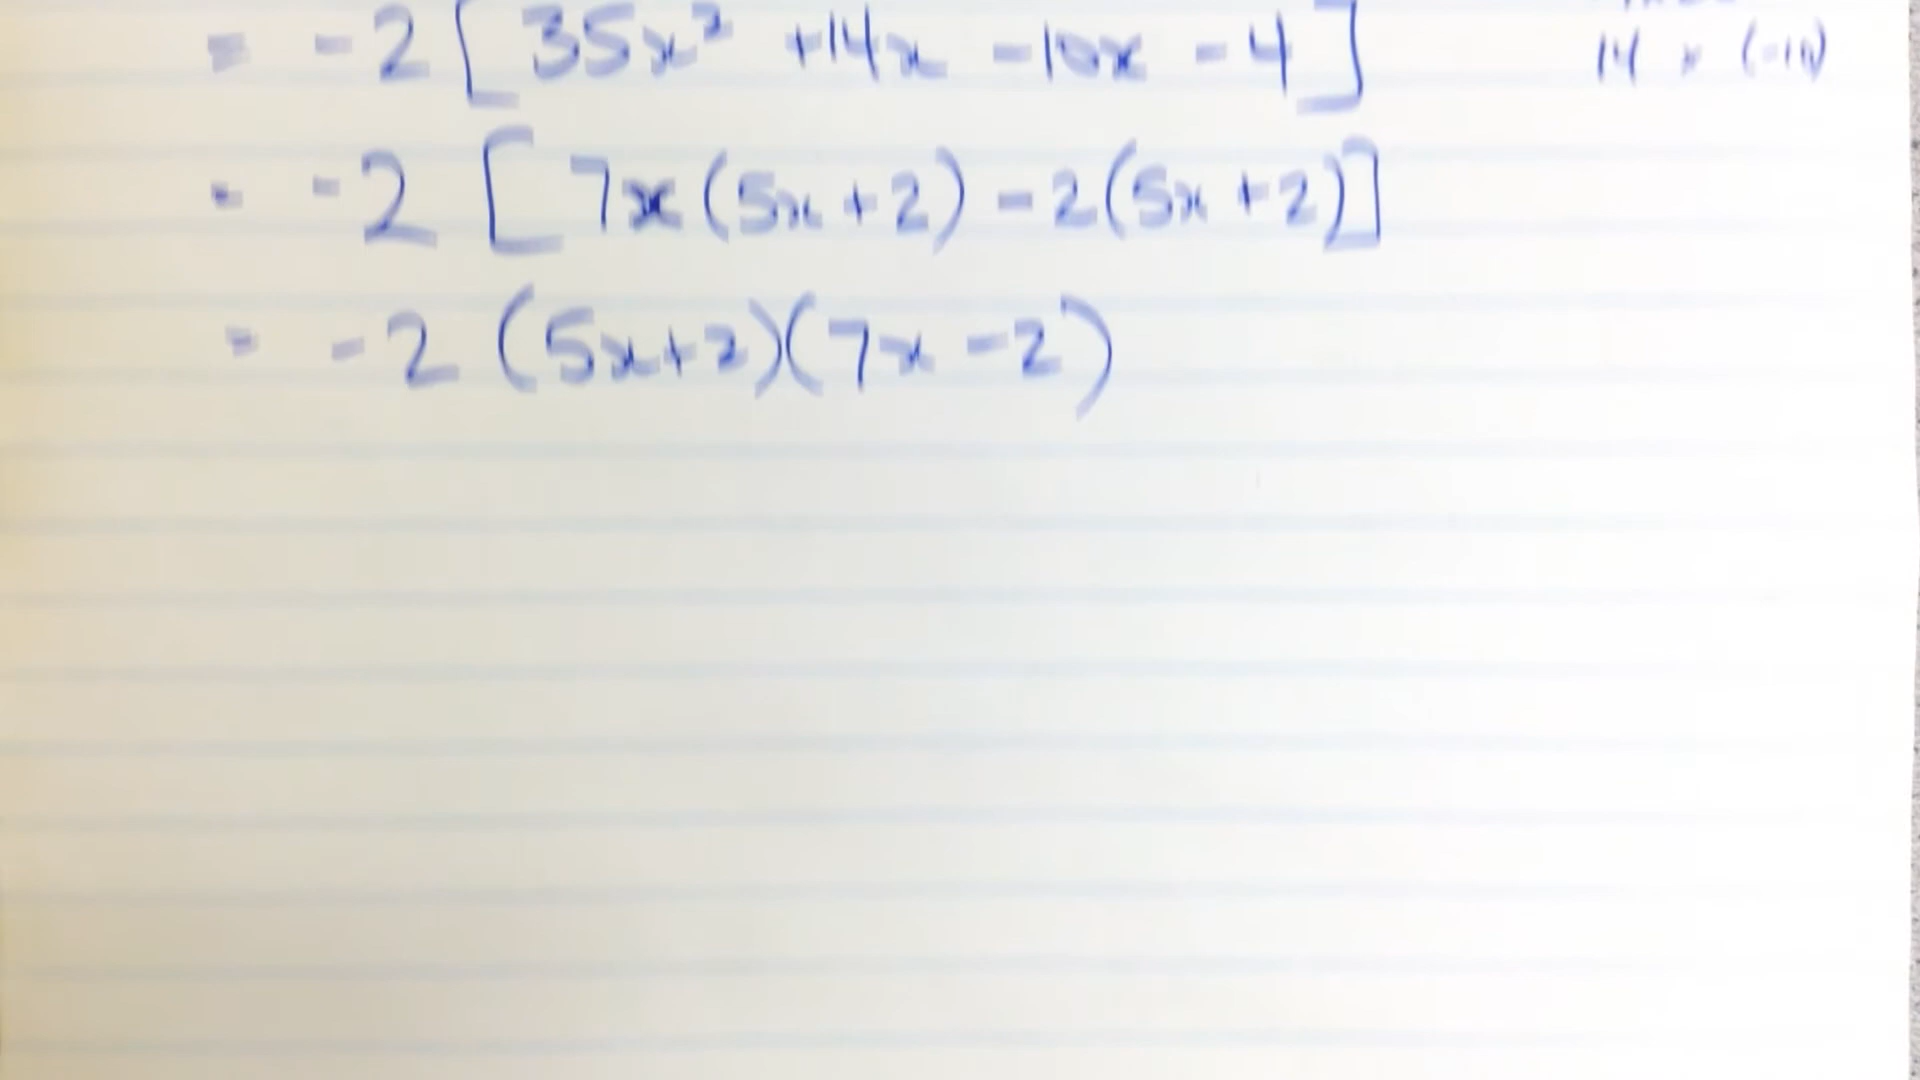 = -2 [ 35x² +14x -10x - 4 ]
14 × (-10)
= -2 [ 7x (5x + 2) - 2 (5x + 2) ]
= -2 (5x+2)(7x - 2)